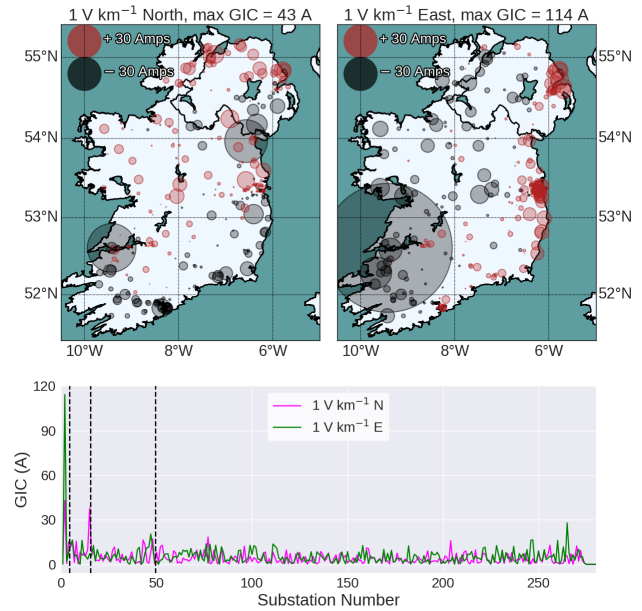 1 V km⁻¹ North, max GIC = 43 A
1 V km⁻¹ East, max GIC = 114 A
+ 30 Amps
− 30 Amps
+ 30 Amps
− 30 Amps
55°N
54°N
53°N
52°N
55°N
54°N
53°N
52°N
10°W
8°W
6°W
10°W
8°W
6°W
120
90
60
30
0
GIC (A)
1 V km⁻¹ N
1 V km⁻¹ E
0
50
100
150
200
250
Substation Number